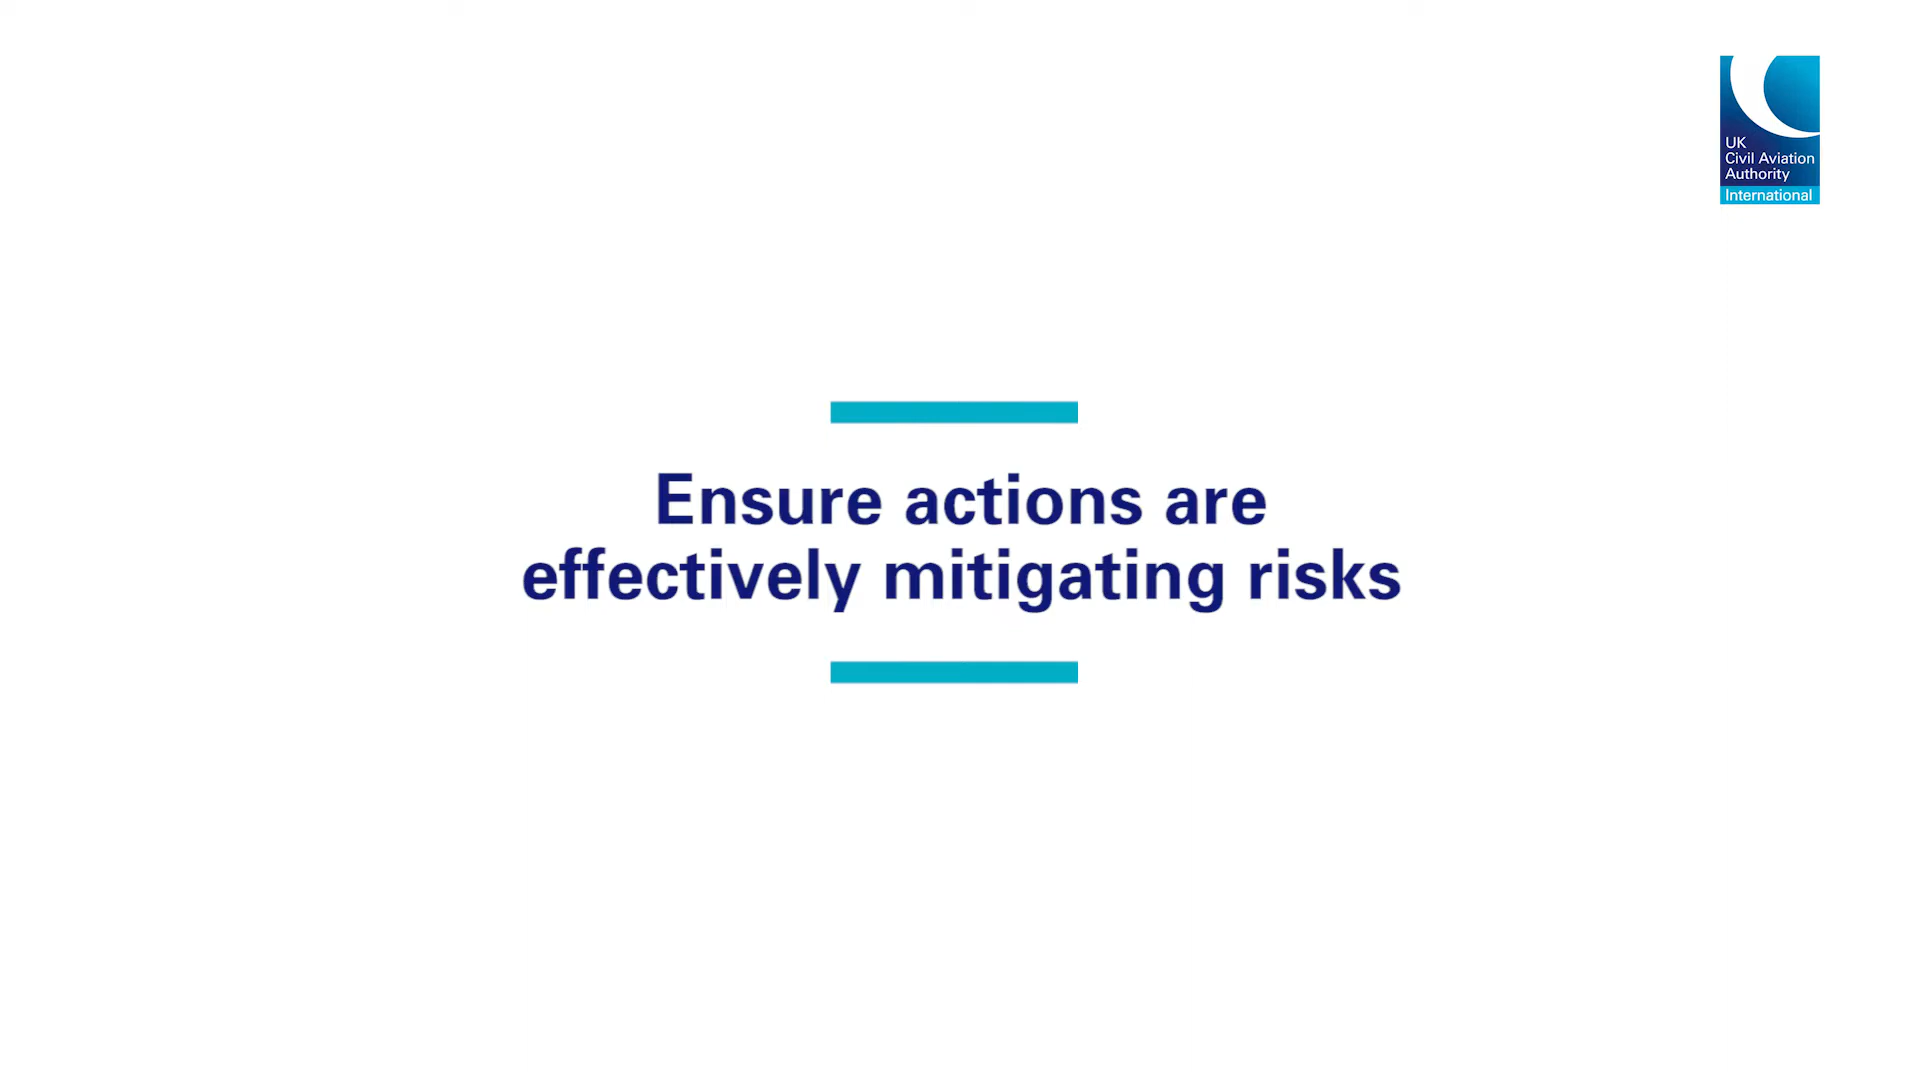 UK
Civil Aviation
Authority
International
Ensure actions are
effectively mitigating risks